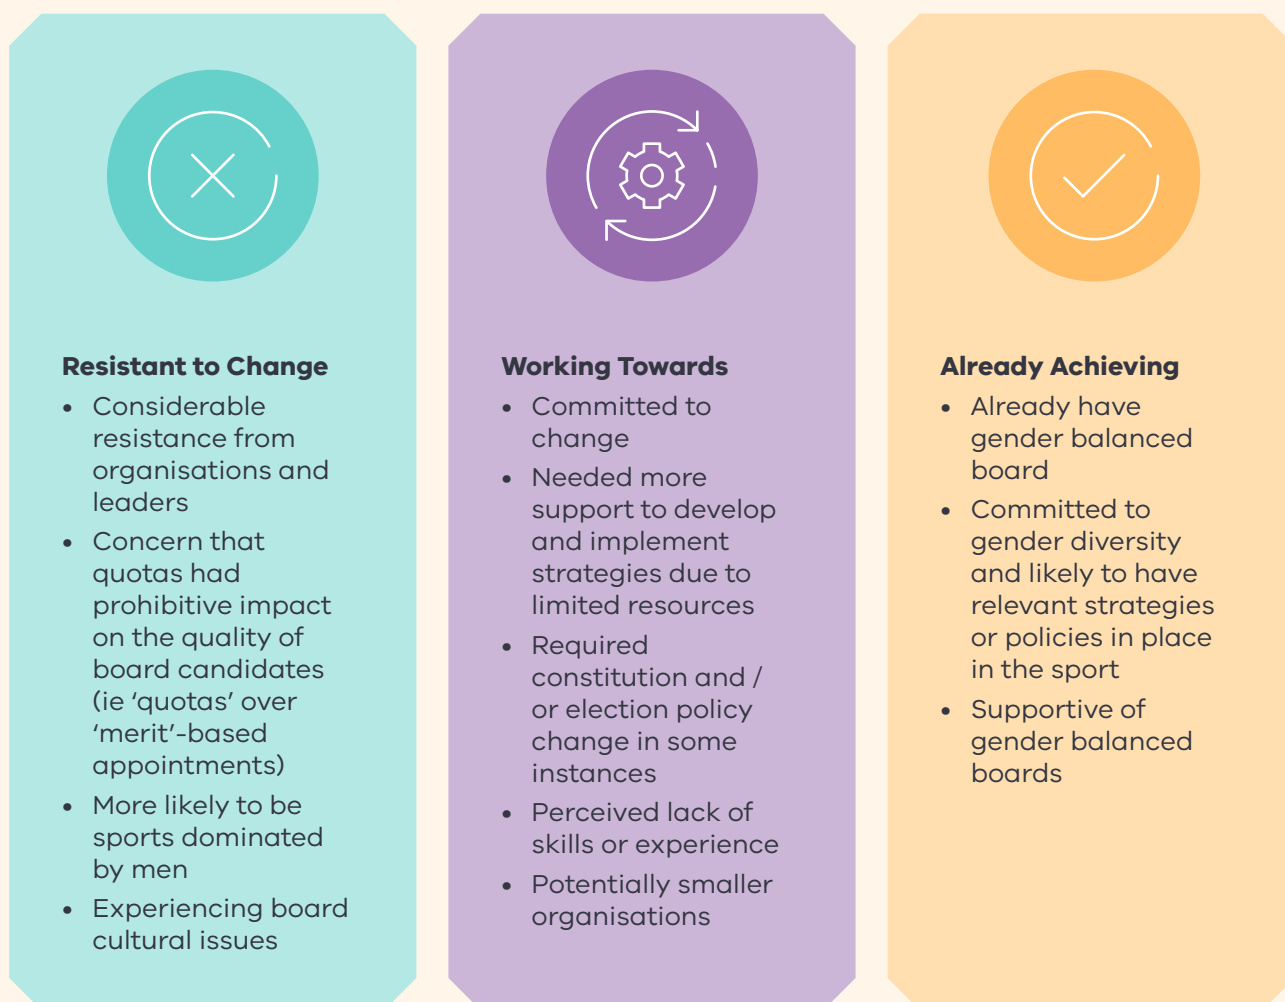 Resistant to Change
• Considerable
resistance from
organisations and
leaders
• Concern that
quotas had
prohibitive impact
on the quality of
board candidates
(ie ‘quotas’ over
‘merit’-based
appointments)
• More likely to be
sports dominated
by men
• Experiencing board
cultural issues
Working Towards
• Committed to
change
• Needed more
support to develop
and implement
strategies due to
limited resources
• Required
constitution and /
or election policy
change in some
instances
• Perceived lack of
skills or experience
• Potentially smaller
organisations
Already Achieving
• Already have
gender balanced
board
• Committed to
gender diversity
and likely to have
relevant strategies
or policies in place
in the sport
• Supportive of
gender balanced
boards